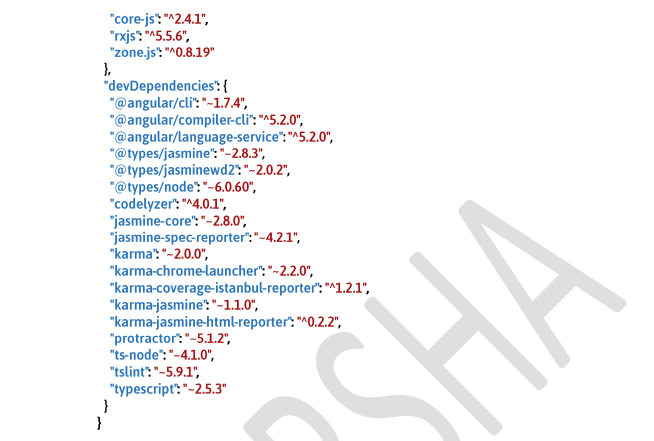 "core-js": "^2.4.1",
"rxjs": "^5.5.6",
"zone.js": "^0.8.19"
},
"devDependencies": {
"@angular/cli": "~1.7.4",
"@angular/compiler-cli": "^5.2.0",
"@angular/language-service": "^5.2.0",
"@types/jasmine": "~2.8.3",
"@types/jasminewd2": "~2.0.2",
"@types/node": "~6.0.60",
"codelyzer": "^4.0.1",
"jasmine-core": "~2.8.0",
"jasmine-spec-reporter": "~4.2.1",
"karma": "~2.0.0",
"karma-chrome-launcher": "~2.2.0",
"karma-coverage-istanbul-reporter": "^1.2.1",
"karma-jasmine": "~1.1.0",
"karma-jasmine-html-reporter": "^0.2.2",
"protractor": "~5.1.2",
"ts-node": "~4.1.0",
"tslint": "~5.9.1",
"typescript": "~2.5.3"
}
}